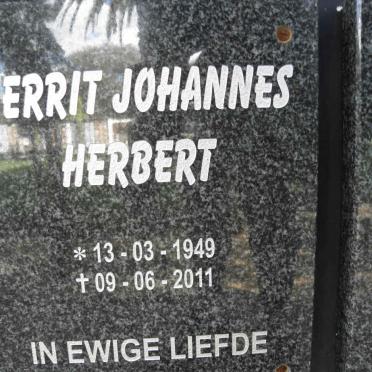 ERRIT JOHANNES
HERBERT
* 13 - 03 - 1949
† 09 - 06 - 2011
IN EWIGE LIEFDE